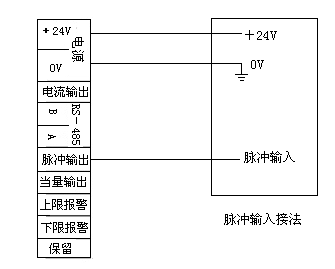 +24V
电源
0V
电流输出
B
RS-485
A
脉冲输出
当量输出
上限报警
下限报警
保留
+24V
0V
脉冲输入
脉冲输入接法